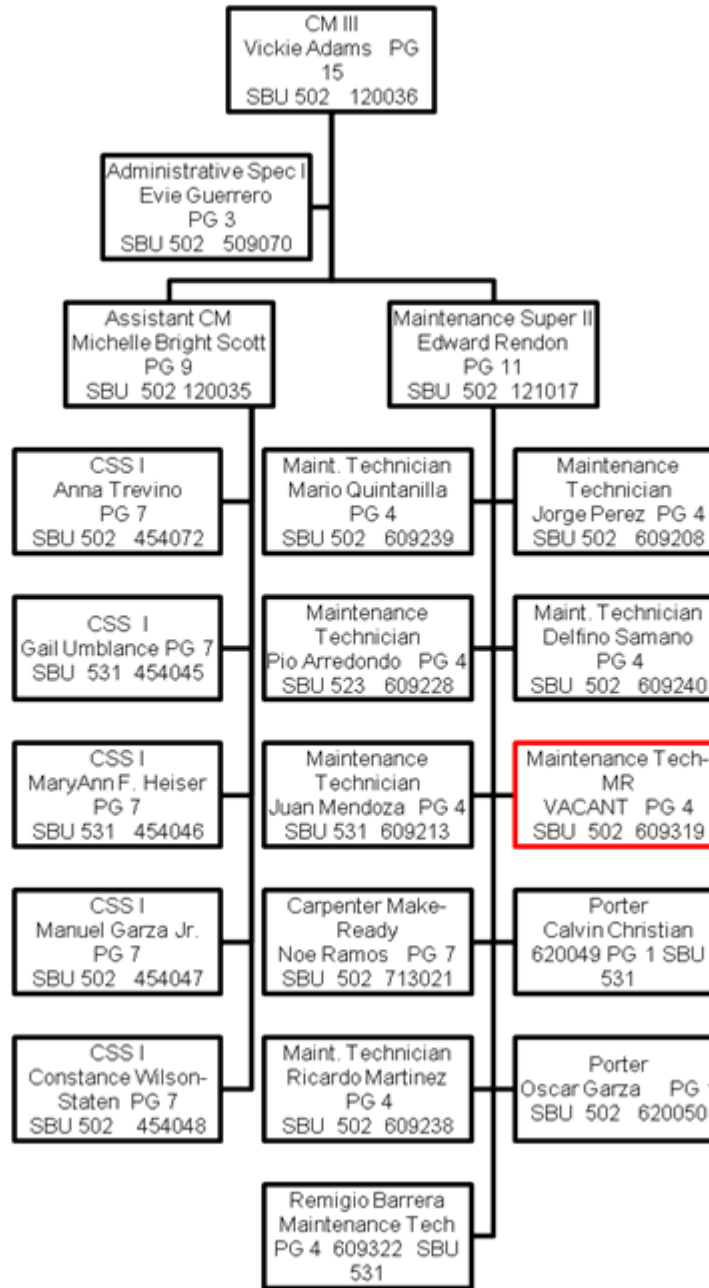 CM III
Vickie Adams PG
15
SBU 502 120036
Administrative Spec I
Evie Guerrero
PG 3
SBU 502 509070
Assistant CM
Michelle Bright Scott
PG 9
SBU 502 120035
Maintenance Super II
Edward Rendon
PG 11
SBU 502 121017
CSS I
Anna Trevino
PG 7
SBU 502 454072
Maint. Technician
Mario Quintanilla
PG 4
SBU 502 609239
Maintenance
Technician
Jorge Perez PG 4
SBU 502 609208
CSS I
Gail Umblance PG 7
SBU 531 454045
Maintenance
Technician
Pio Arredondo PG 4
SBU 523 609228
Maint. Technician
Delfino Samano
PG 4
SBU 502 609240
CSS I
MaryAnn F. Heiser
PG 7
SBU 531 454046
Maintenance
Technician
Juan Mendoza PG 4
SBU 531 609213
Maintenance Tech-
MR
VACANT PG 4
SBU 502 609319
CSS I
Manuel Garza Jr.
PG 7
SBU 502 454047
Carpenter Make-
Ready
Noe Ramos PG 7
SBU 502 713021
Porter
Calvin Christian
620049 PG 1 SBU
531
CSS I
Constance Wilson-
Staten PG 7
SBU 502 454048
Maint. Technician
Ricardo Martinez
PG 4
SBU 502 609238
Porter
Oscar Garza PG
SBU 502 620050
Remigio Barrera
Maintenance Tech
PG 4 609322 SBU
531